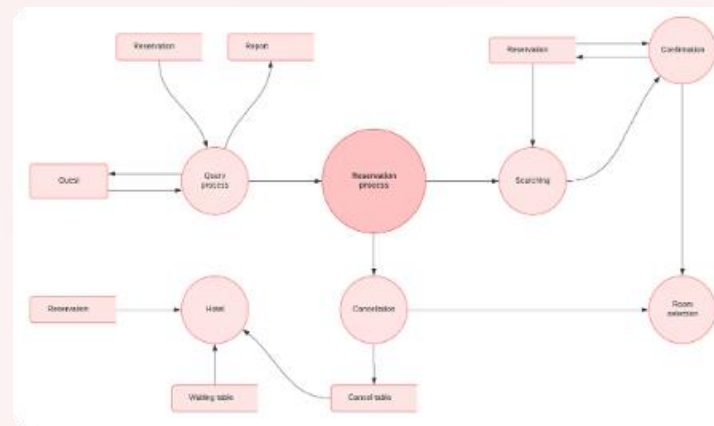 Reservation
Report
Reservation
Confirmation
Guest
Query
process
Reservation
process
Searching
Reservation
Hotel
Cancellation
Room
selection
Waiting table
Cancel table